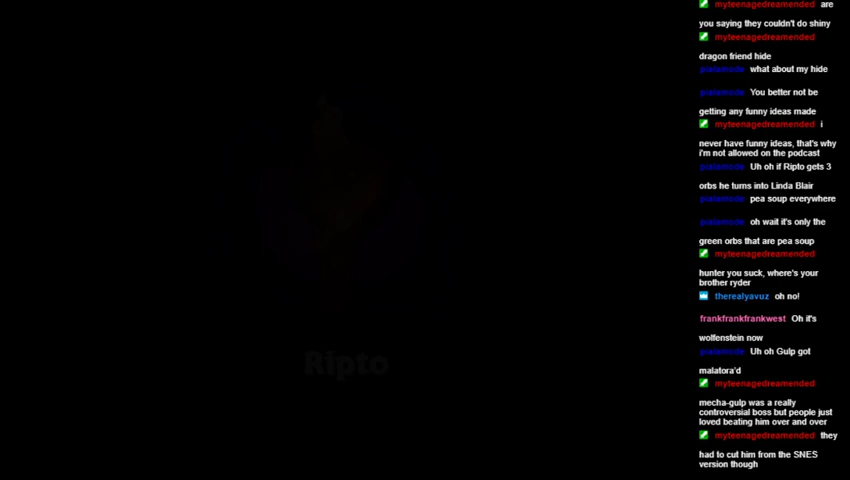 myteenagedreamended are
you saying they couldn't do shiny
myteenagedreamended
dragon friend hide
pialamode what about my hide
pialamode You better not be
getting any funny ideas made
myteenagedreamended i
never have funny ideas, that's why
i'm not allowed on the podcast
pialamode Uh oh if Ripto gets 3
orbs he turns into Linda Blair
pialamode pea soup everywhere
pialamode oh wait it's only the
green orbs that are pea soup
myteenagedreamended
hunter you suck, where's your
brother ryder
therealyavuz oh no!
frankfrankfrankwest Oh it's
wolfenstein now
pialamode Uh oh Gulp got
malatora'd
myteenagedreamended
mecha-gulp was a really
controversial boss but people just
loved beating him over and over
myteenagedreamended they
had to cut him from the SNES
version though
Ripto